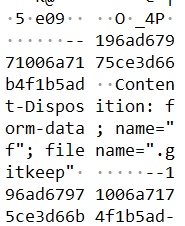 ·5·e09· ··O·_4P·
······-- 196ad679
71006a71 75ce3d66
b4f1b5ad ··Conten
t-Dispos ition: f
orm-data ; name="
f"; file name=".g
itkeep"· ·····--1
96ad6797 1006a717
5ce3d66b 4f1b5ad-